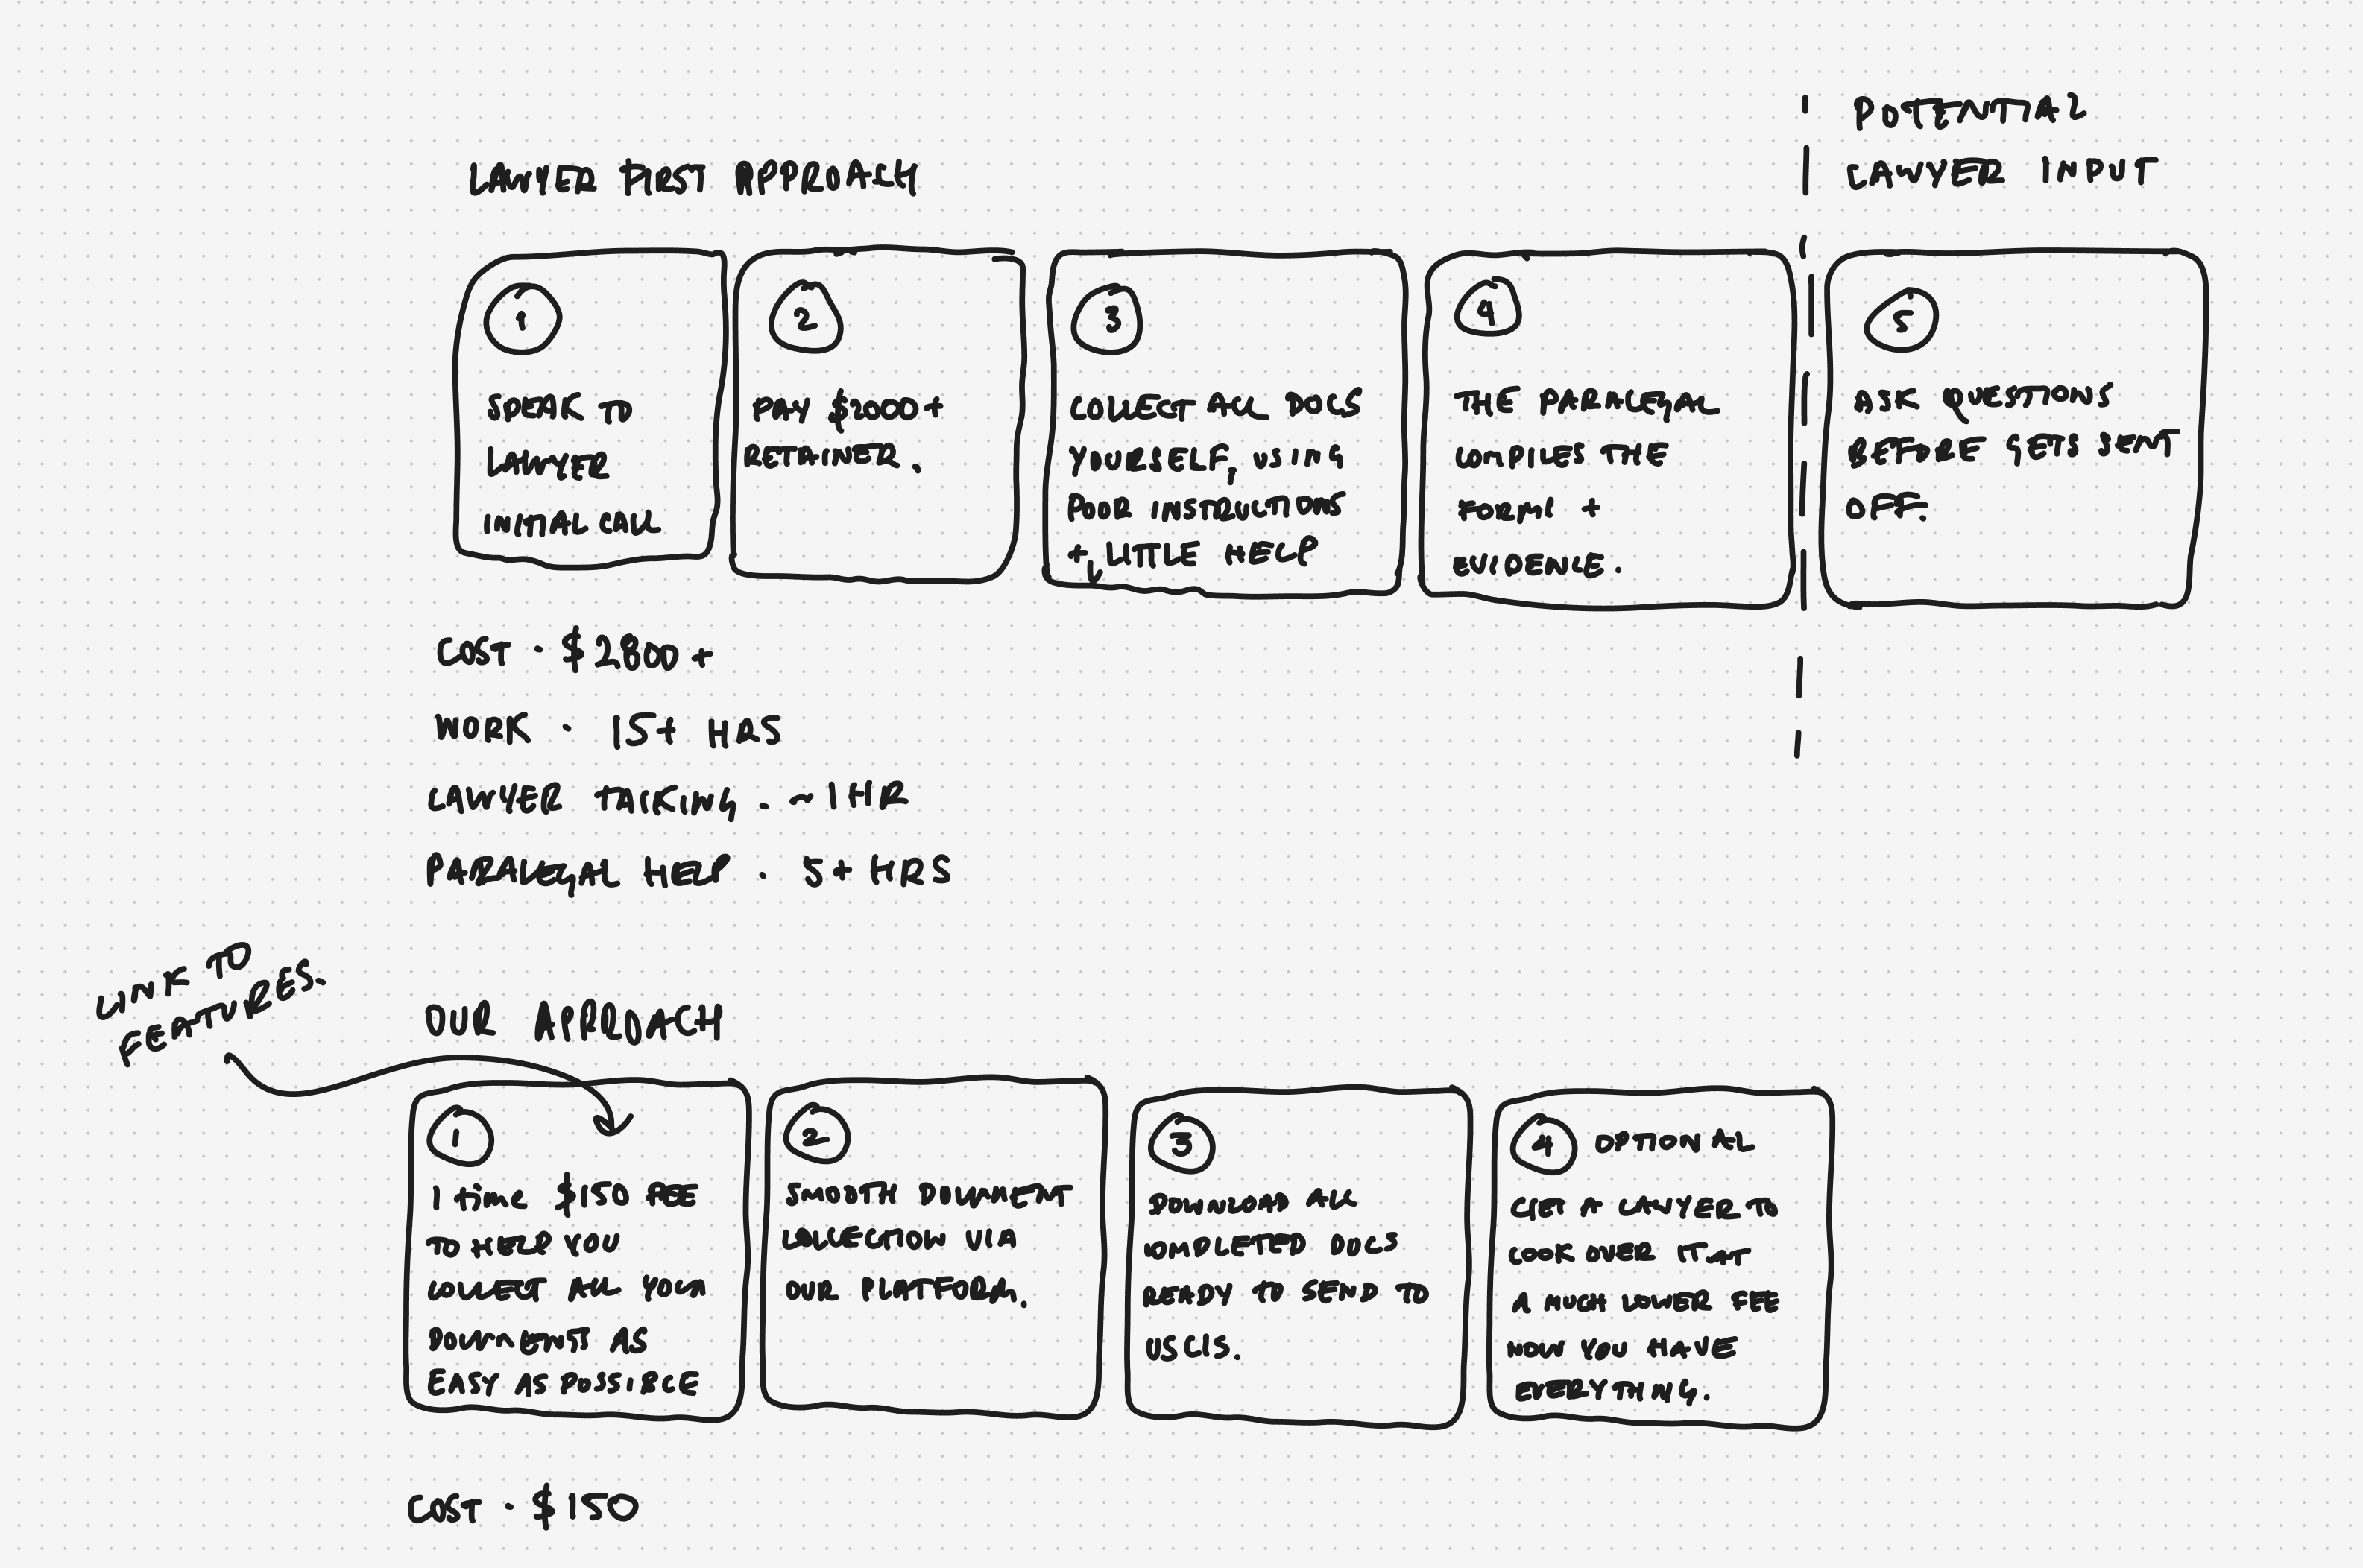 POTENTIAL
LAWYER INPUT
LAWYER FIRST APPROACH
1
SPEAK TO
LAWYER
INITIAL CALL
2
PAY $2000+
RETAINER.
3
COLLECT ALL DOCS
YOURSELF, USING
POOR INSTRUCTIONS
+ LITTLE HELP
4
THE PARALEGAL
COMPILES THE
FORMS +
EVIDENCE.
5
ASK QUESTIONS
BEFORE GETS SENT
OFF.
COST · $2800+
WORK · 15+ HRS
LAWYER TALKING · ~1HR
PARALEGAL HELP · 5+ HRS
LINK TO
FEATURES.
OUR APPROACH
1
1 time $150 FEE
TO HELP YOU
COLLECT ALL YOUR
DOCUMENTS AS
EASY AS POSSIBLE
2
SMOOTH DOCUMENT
COLLECTION VIA
OUR PLATFORM.
3
DOWNLOAD ALL
COMPLETED DOCS
READY TO SEND TO
USCIS.
4 OPTIONAL
GET A LAWYER TO
LOOK OVER IT AT
A MUCH LOWER FEE
NOW YOU HAVE
EVERYTHING.
COST · $150